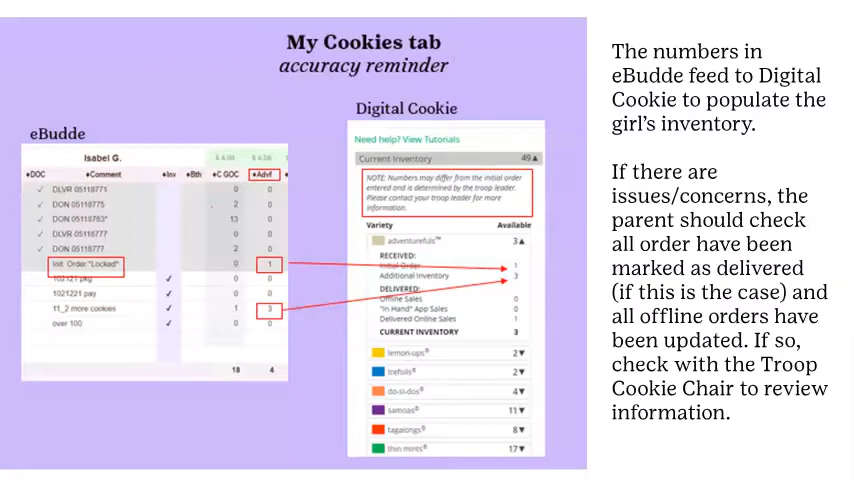 My Cookies tab
accuracy reminder
eBudde
Isabel G.
$ 4.00 $ 4.00
♦DOC ♦Comment ♦Inv ♦Bth ♦C GOC ♦Advf
✓ DLVR 05118771 0 0
✓ DON 05118775 2 0
✓ DON 05118763* 13 0
✓ DLVR 05118777 0 0
✓ DON 05118777 2 0
Init. Order "Locked" 0 1
102121 pkg ✓ 0 0
1021221 pay ✓ 0 0
11_2 more cookies ✓ 1 3
over 100 ✓ 0 0
18 4
Digital Cookie
Need help? View Tutorials
Current Inventory 49▲
NOTE: Numbers may differ from the initial order
entered and is determined by the troop leader.
Please contact your troop leader for more
information.
Variety Available
adventurefuls™ 3▲
RECEIVED:
Initial Order 1
Additional Inventory 3
DELIVERED:
Offline Sales 0
"In Hand" App Sales 0
Delivered Online Sales 1
CURRENT INVENTORY 3
lemon-ups® 2▼
trefoils® 2▼
do-si-dos® 4▼
samoas® 11▼
tagalongs® 8▼
thin mints® 17▼
The numbers in
eBudde feed to Digital
Cookie to populate the
girl's inventory.
If there are
issues/concerns, the
parent should check
all order have been
marked as delivered
(if this is the case) and
all offline orders have
been updated. If so,
check with the Troop
Cookie Chair to review
information.